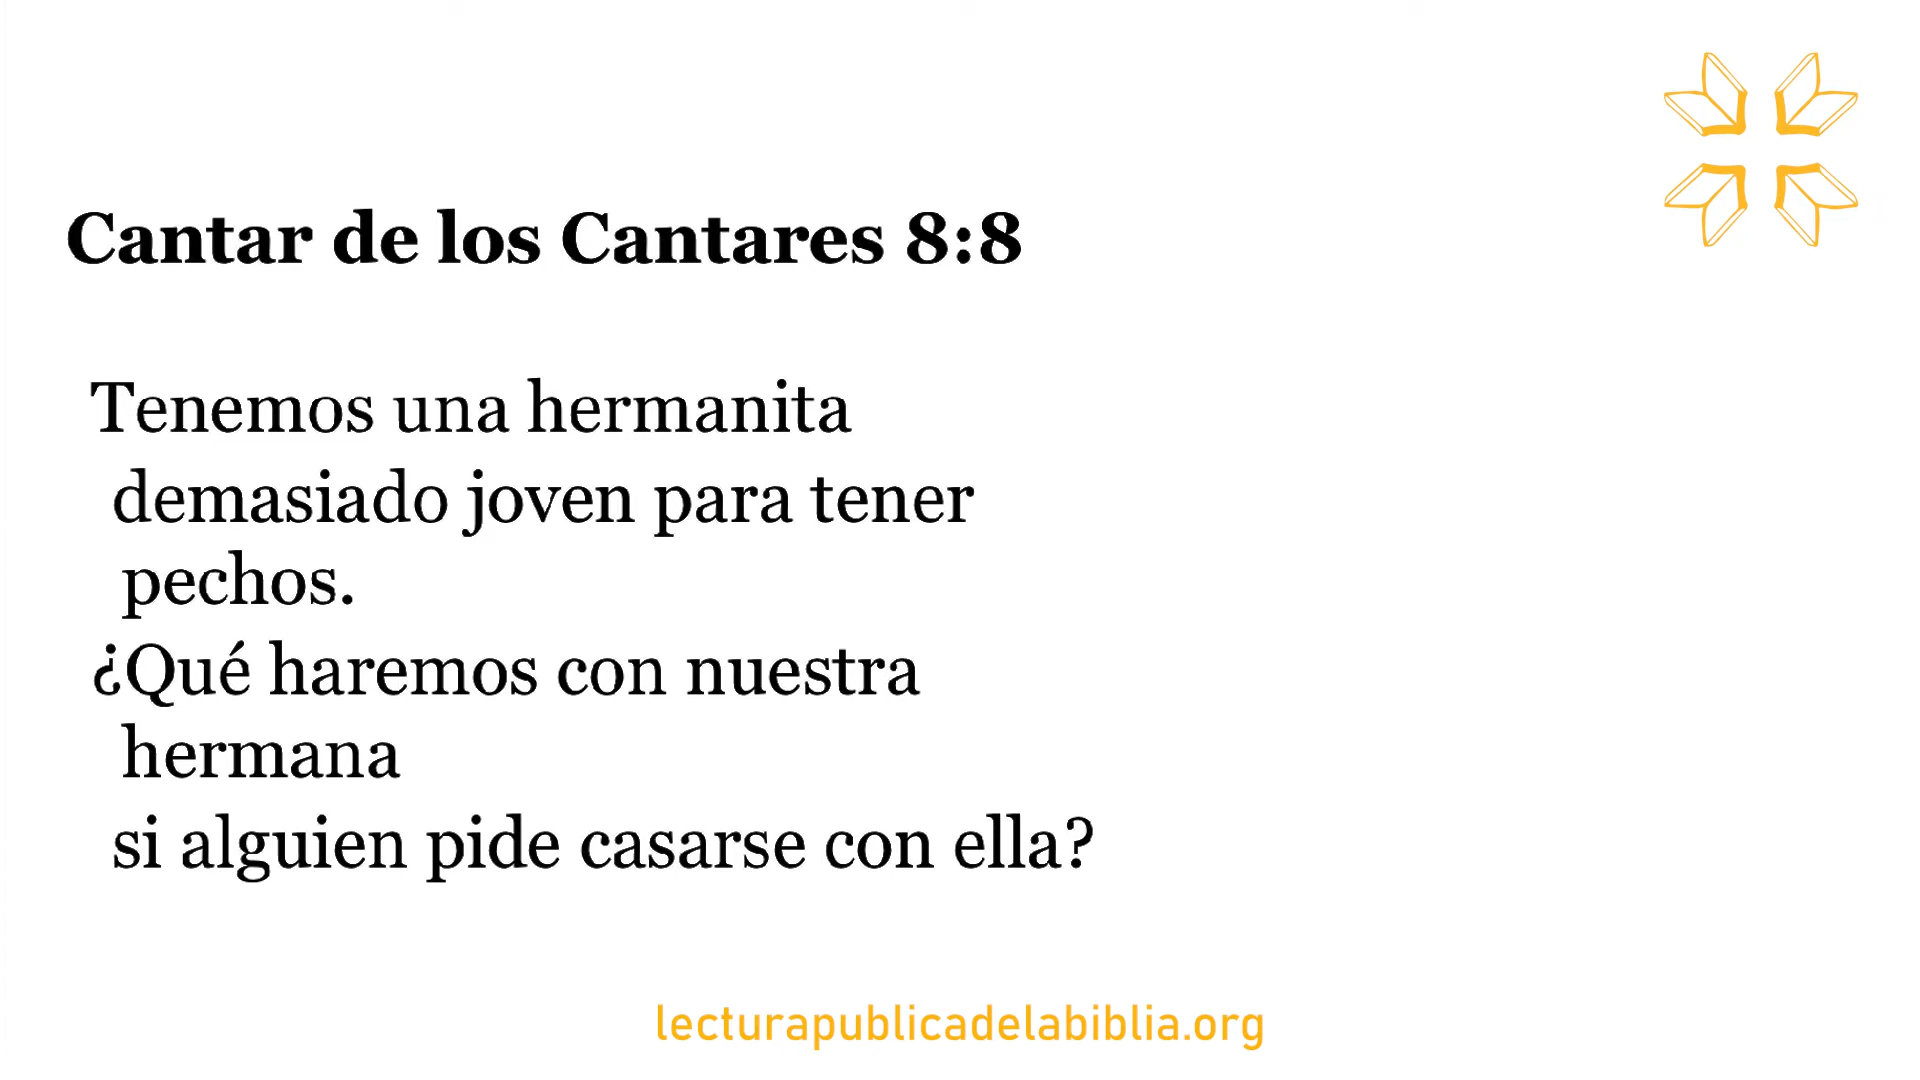 Cantar de los Cantares 8:8
Tenemos una hermanita
demasiado joven para tener
pechos.
¿Qué haremos con nuestra
hermana
si alguien pide casarse con ella?
lecturapublicadelabiblia.org